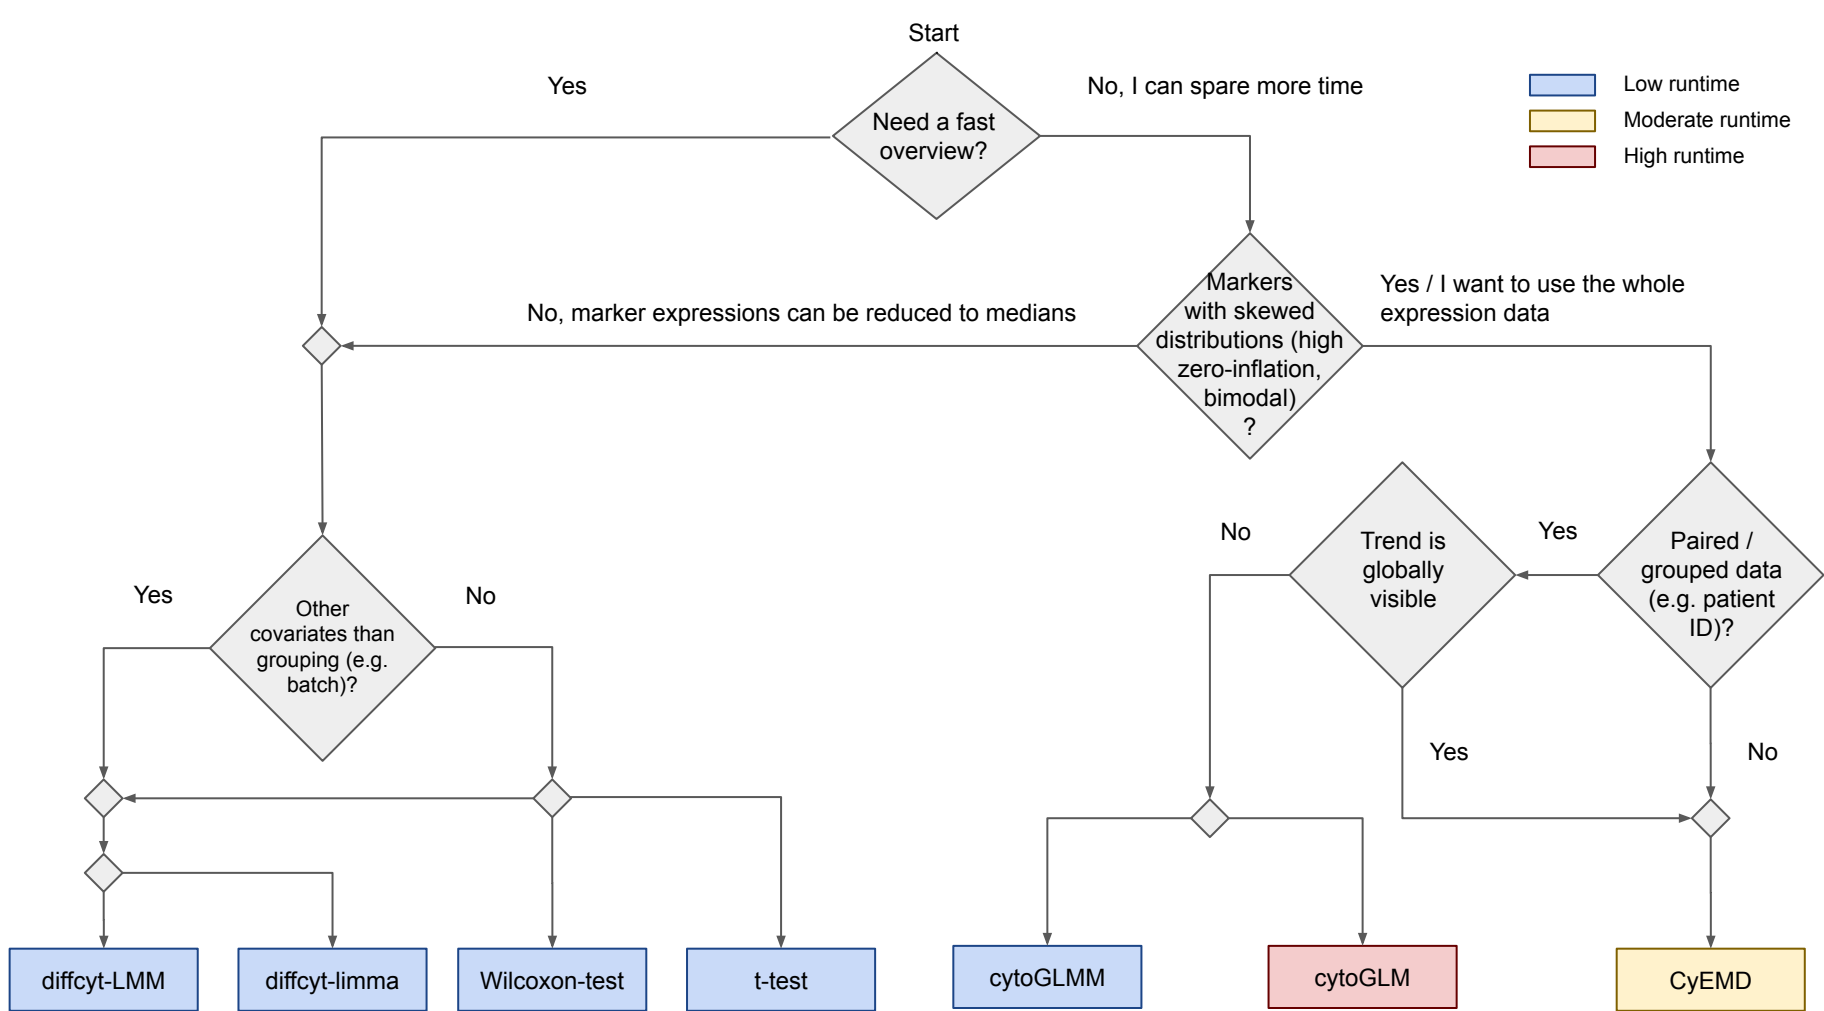 Start
Yes
No, I can spare more time
Need a fast
overview?
Low runtime
Moderate runtime
High runtime
No, marker expressions can be reduced to medians
Markers
with skewed
distributions (high
zero-inflation,
bimodal)
?
Yes / I want to use the whole
expression data
No
Trend is
globally
visible
Yes
Paired /
grouped data
(e.g. patient
ID)?
Yes
Other
covariates than
grouping (e.g.
batch)?
No
Yes
No
diffcyt-LMM
diffcyt-limma
Wilcoxon-test
t-test
cytoGLMM
cytoGLM
CyEMD